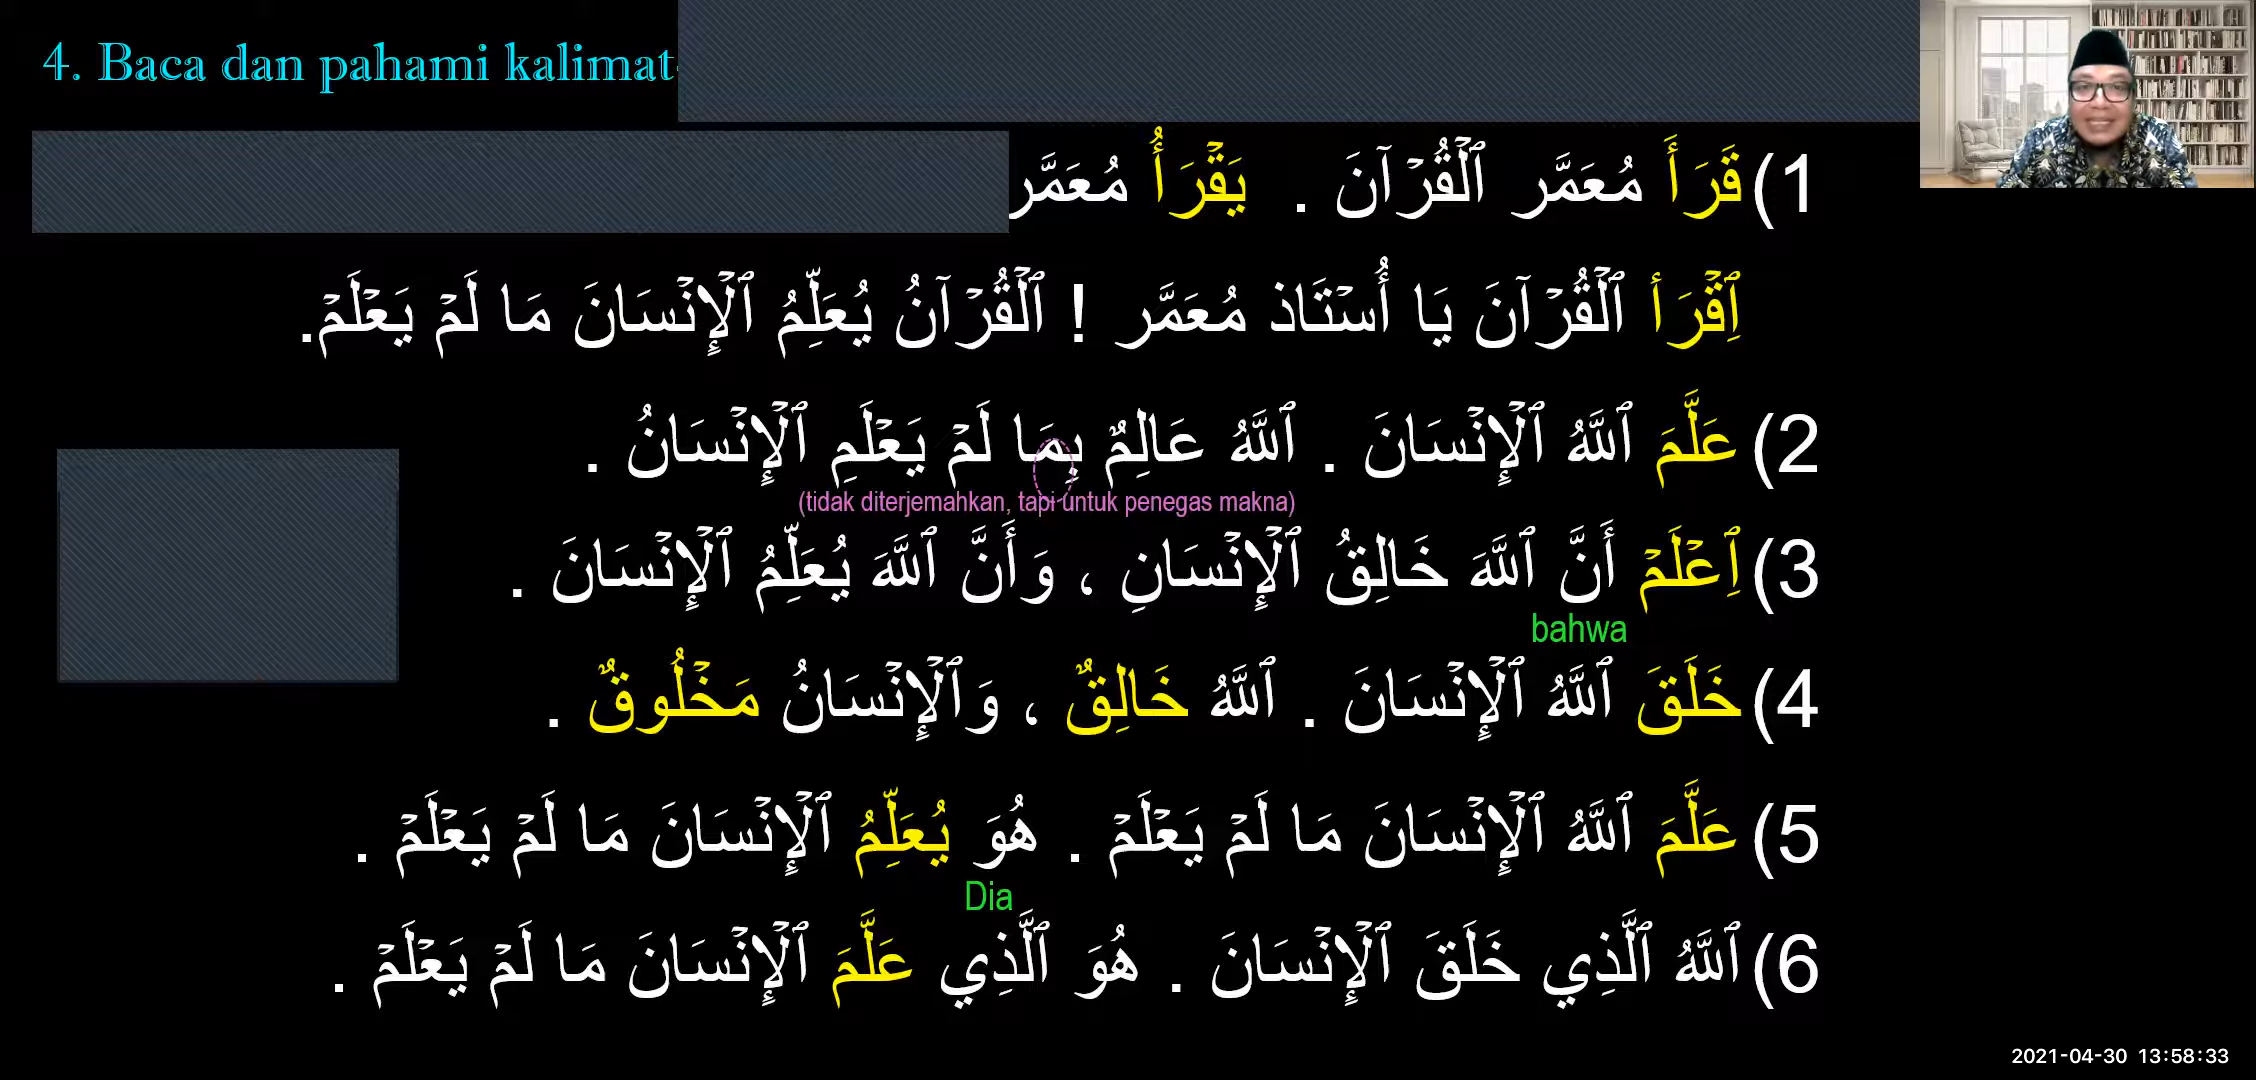 4. Baca dan pahami kalimat
1) قَرَأَ مُعَمَّر ٱلْقُرْآنَ . يَقْرَأُ مُعَمَّر
ٱِقْرَأ ٱلْقُرْآنَ يَا أُسْتَاذ مُعَمَّر ! ٱلْقُرْآنُ يُعَلِّمُ ٱلْإِنْسَانَ مَا لَمْ يَعْلَمْ.
2) عَلَّمَ ٱللَّهُ ٱلْإِنْسَانَ . ٱللَّهُ عَالِمٌ بِمَا لَمْ يَعْلَمِ ٱلْإِنْسَانُ .
(tidak diterjemahkan, tapi untuk penegas makna)
3) ٱِعْلَمْ أَنَّ ٱللَّهَ خَالِقُ ٱلْإِنْسَانِ ، وَأَنَّ ٱللَّهَ يُعَلِّمُ ٱلْإِنْسَانَ .
bahwa
4) خَلَقَ ٱللَّهُ ٱلْإِنْسَانَ . ٱللَّهُ خَالِقٌ ، وَٱلْإِنْسَانُ مَخْلُوقٌ .
5) عَلَّمَ ٱللَّهُ ٱلْإِنْسَانَ مَا لَمْ يَعْلَمْ . هُوَ يُعَلِّمُ ٱلْإِنْسَانَ مَا لَمْ يَعْلَمْ .
Dia
6) ٱللَّهُ ٱلَّذِي خَلَقَ ٱلْإِنْسَانَ . هُوَ ٱلَّذِي عَلَّمَ ٱلْإِنْسَانَ مَا لَمْ يَعْلَمْ .
2021-04-30 13:58:33